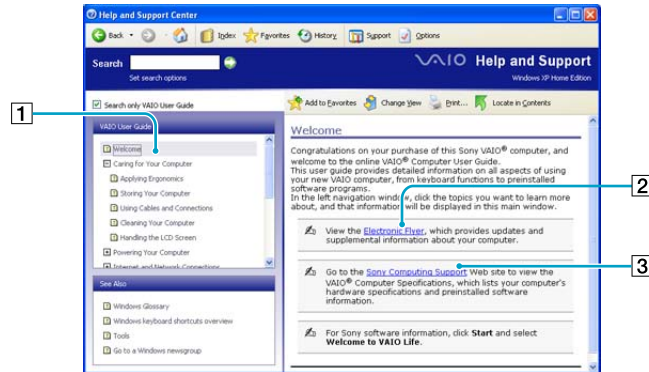 Help and Support Center
Back
Index
Favorites
History
Support
Options
Search
Set search options
VAIO Help and Support
Windows XP Home Edition
Search only VAIO User Guide
Add to Favorites
Change View
Print...
Locate in Contents
1
VAIO User Guide
Welcome
Caring for Your Computer
Applying Ergonomics
Storing Your Computer
Using Cables and Connections
Cleaning Your Computer
Handling the LCD Screen
Powering Your Computer
Internet and Network Connections
See Also
Windows Glossary
Windows keyboard shortcuts overview
Tools
Go to a Windows newsgroup
Welcome
Congratulations on your purchase of this Sony VAIO® computer, and
welcome to the online VAIO® Computer User Guide.
This user guide provides detailed information on all aspects of using
your new VAIO computer, from keyboard functions to preinstalled
software programs.
In the left navigation window, click the topics you want to learn more
about, and that information will be displayed in this main window.
2
View the Electronic Flyer, which provides updates and
supplemental information about your computer.
3
Go to the Sony Computing Support Web site to view the
VAIO® Computer Specifications, which lists your computer's
hardware specifications and preinstalled software
information.
For Sony software information, click Start and select
Welcome to VAIO Life.